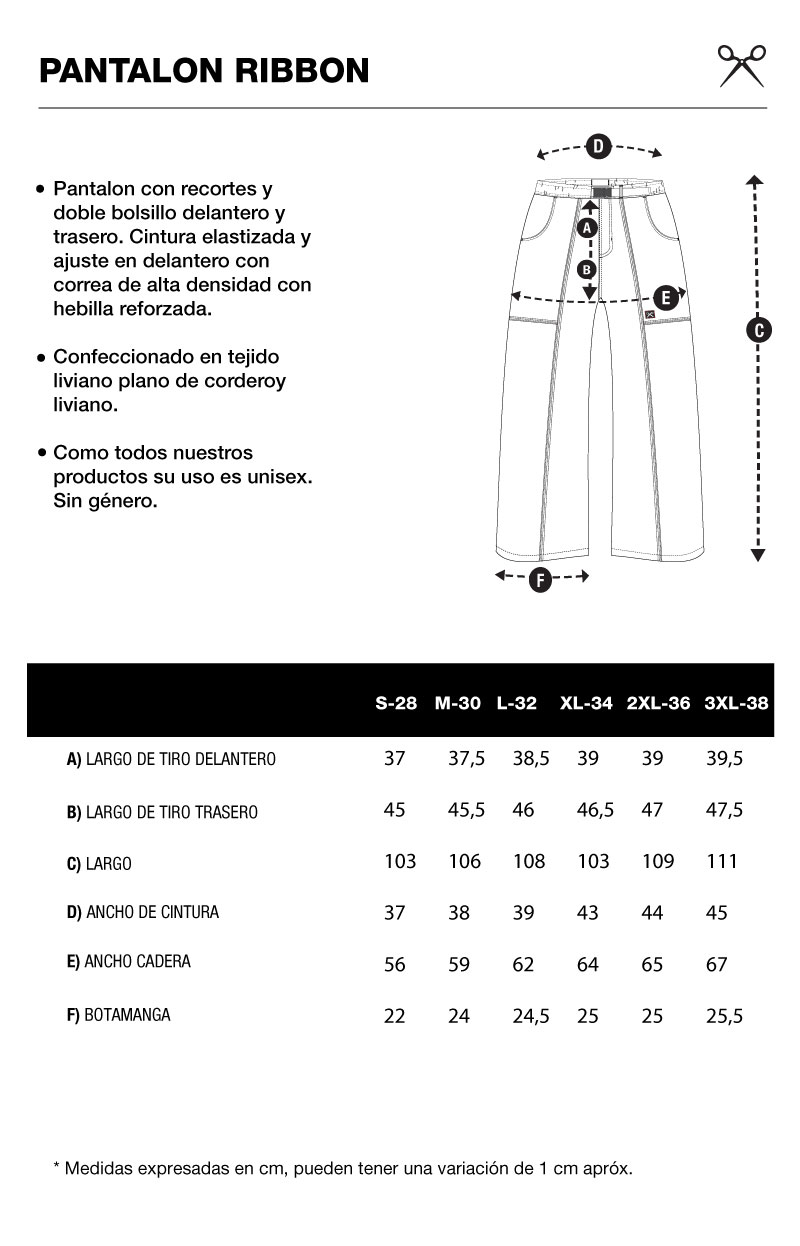 PANTALON RIBBON
• Pantalon con recortes y
doble bolsillo delantero y
trasero. Cintura elastizada y
ajuste en delantero con
correa de alta densidad con
hebilla reforzada.
• Confeccionado en tejido
liviano plano de corderoy
liviano.
• Como todos nuestros
productos su uso es unisex.
Sin género.
D
A
B
E
C
F
S-28 M-30 L-32 XL-34 2XL-36 3XL-38
A) LARGO DE TIRO DELANTERO 37 37,5 38,5 39 39 39,5
B) LARGO DE TIRO TRASERO 45 45,5 46 46,5 47 47,5
C) LARGO 103 106 108 103 109 111
D) ANCHO DE CINTURA 37 38 39 43 44 45
E) ANCHO CADERA 56 59 62 64 65 67
F) BOTAMANGA 22 24 24,5 25 25 25,5
* Medidas expresadas en cm, pueden tener una variación de 1 cm apróx.